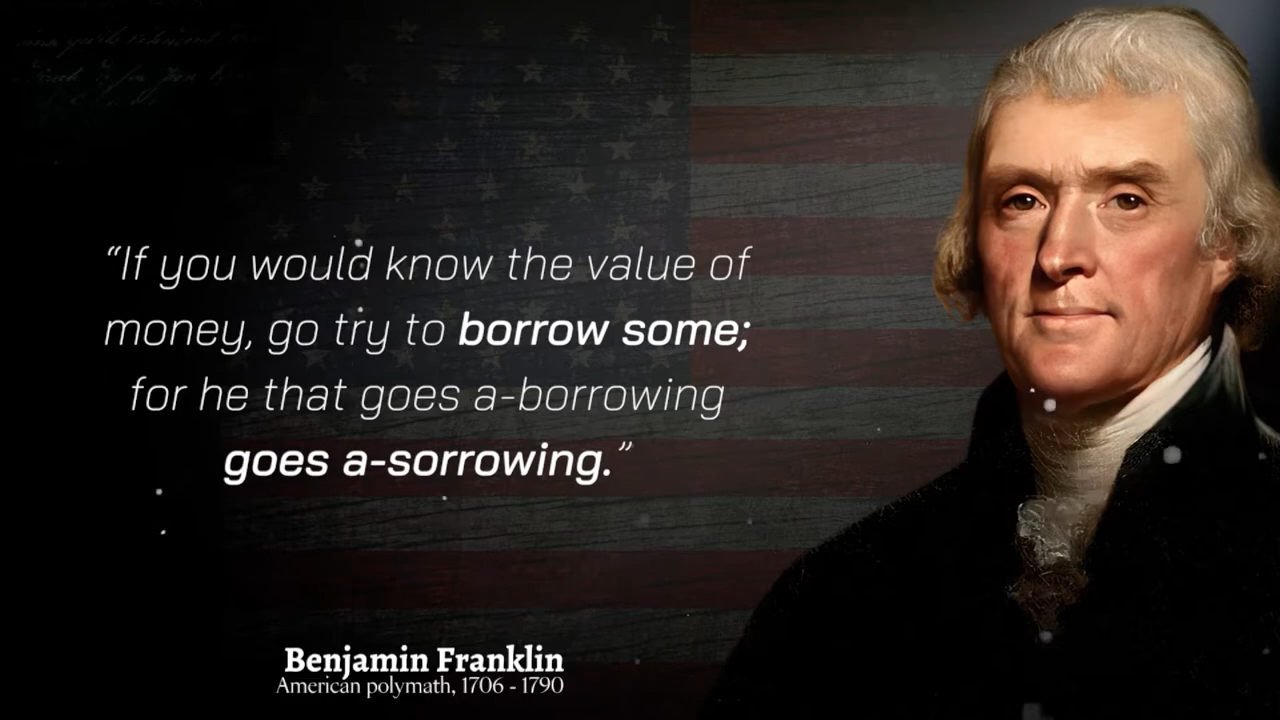 “If you would know the value of
money, go try to borrow some;
for he that goes a-borrowing
goes a-sorrowing.”
Benjamin Franklin
American polymath, 1706 - 1790